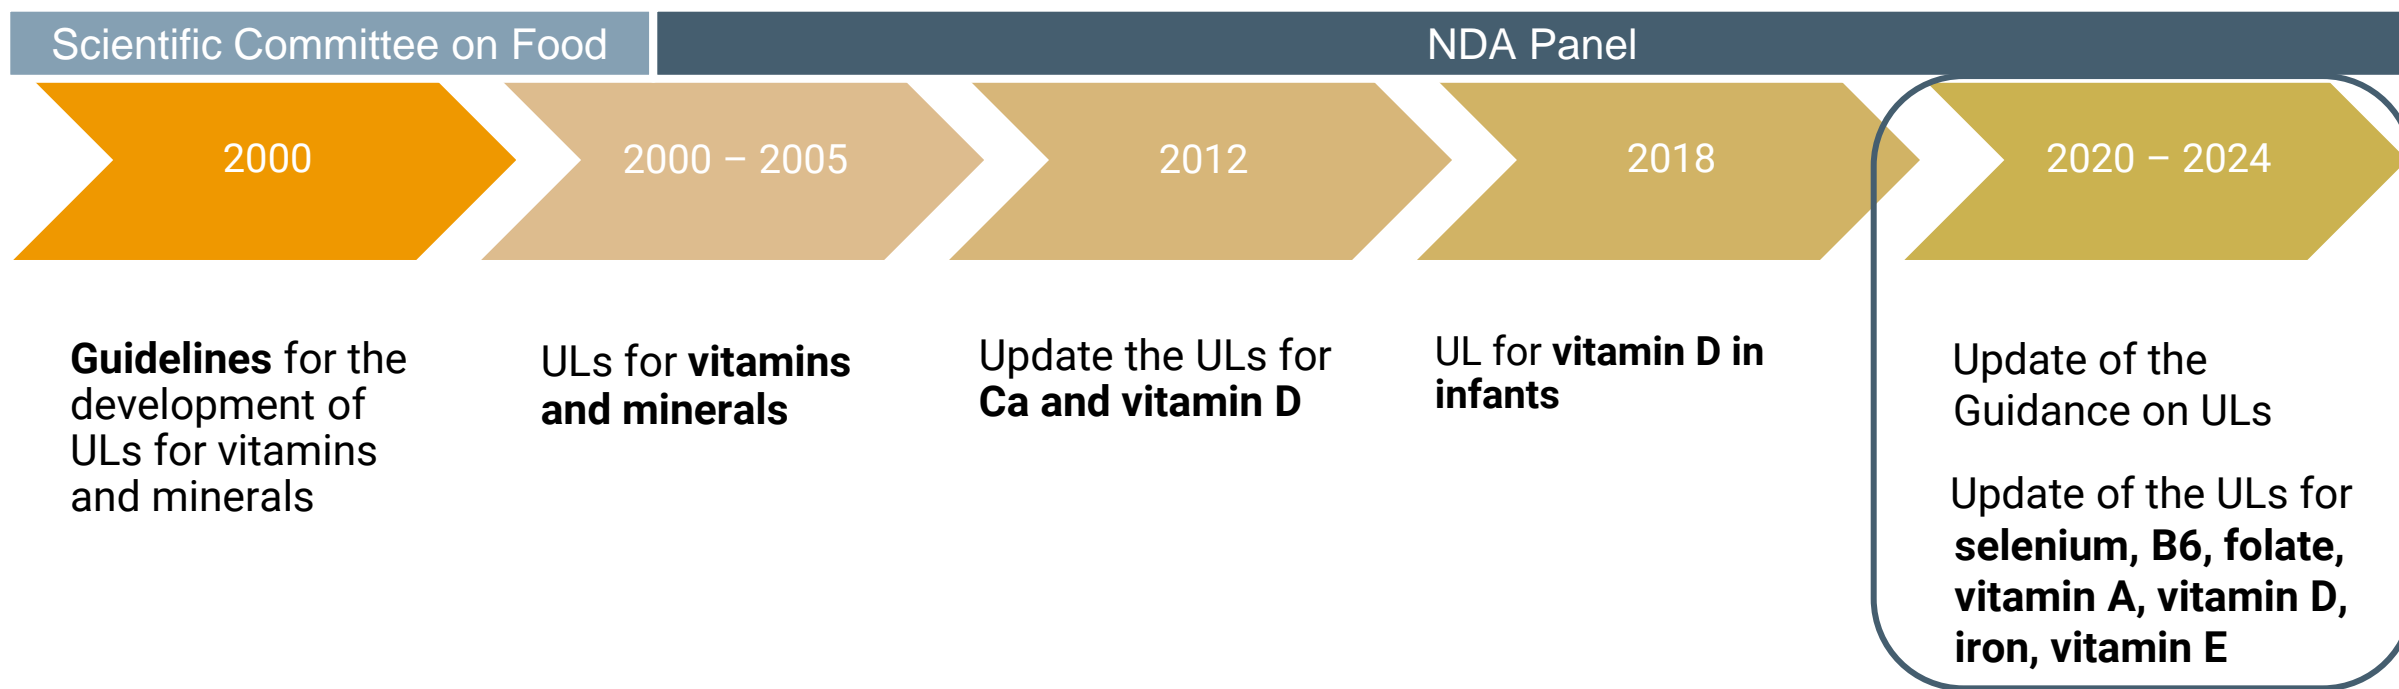 Scientific Committee on Food
NDA Panel
2000
2000 – 2005
2012
2018
2020 – 2024
Guidelines for the
development of
ULs for vitamins
and minerals
ULs for vitamins
and minerals
Update the ULs for
Ca and vitamin D
UL for vitamin D in
infants
Update of the
Guidance on ULs
Update of the ULs for
selenium, B6, folate,
vitamin A, vitamin D,
iron, vitamin E